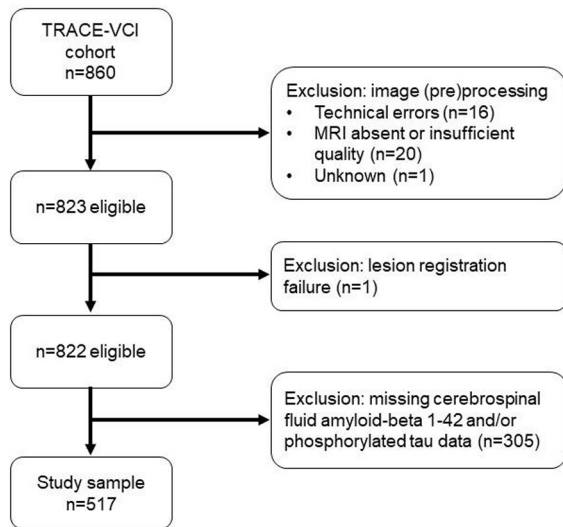 TRACE-VCI
cohort
n=860
Exclusion: image (pre)processing
• Technical errors (n=16)
• MRI absent or insufficient
quality (n=20)
• Unknown (n=1)
n=823 eligible
Exclusion: lesion registration
failure (n=1)
n=822 eligible
Exclusion: missing cerebrospinal
fluid amyloid-beta 1-42 and/or
phosphorylated tau data (n=305)
Study sample
n=517